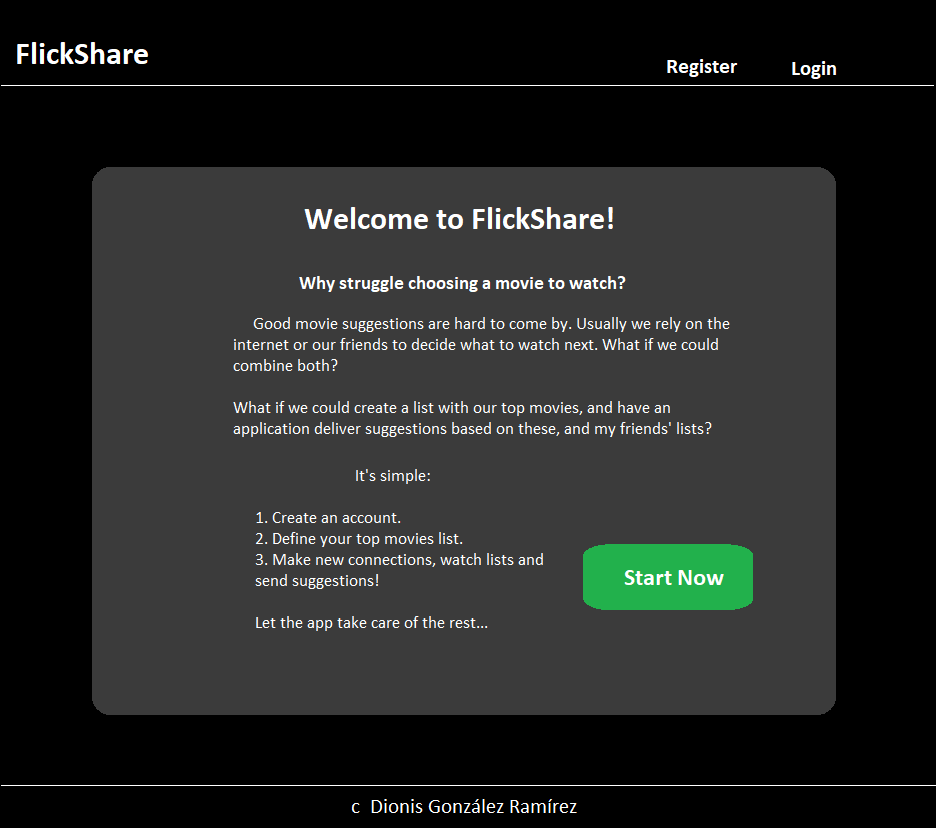 FlickShare
Register
Login
Welcome to FlickShare!
Why struggle choosing a movie to watch?
Good movie suggestions are hard to come by. Usually we rely on the
internet or our friends to decide what to watch next. What if we could
combine both?
What if we could create a list with our top movies, and have an
application deliver suggestions based on these, and my friends' lists?
It's simple:
1. Create an account.
2. Define your top movies list.
3. Make new connections, watch lists and
send suggestions!
Start Now
Let the app take care of the rest...
c Dionis González Ramírez